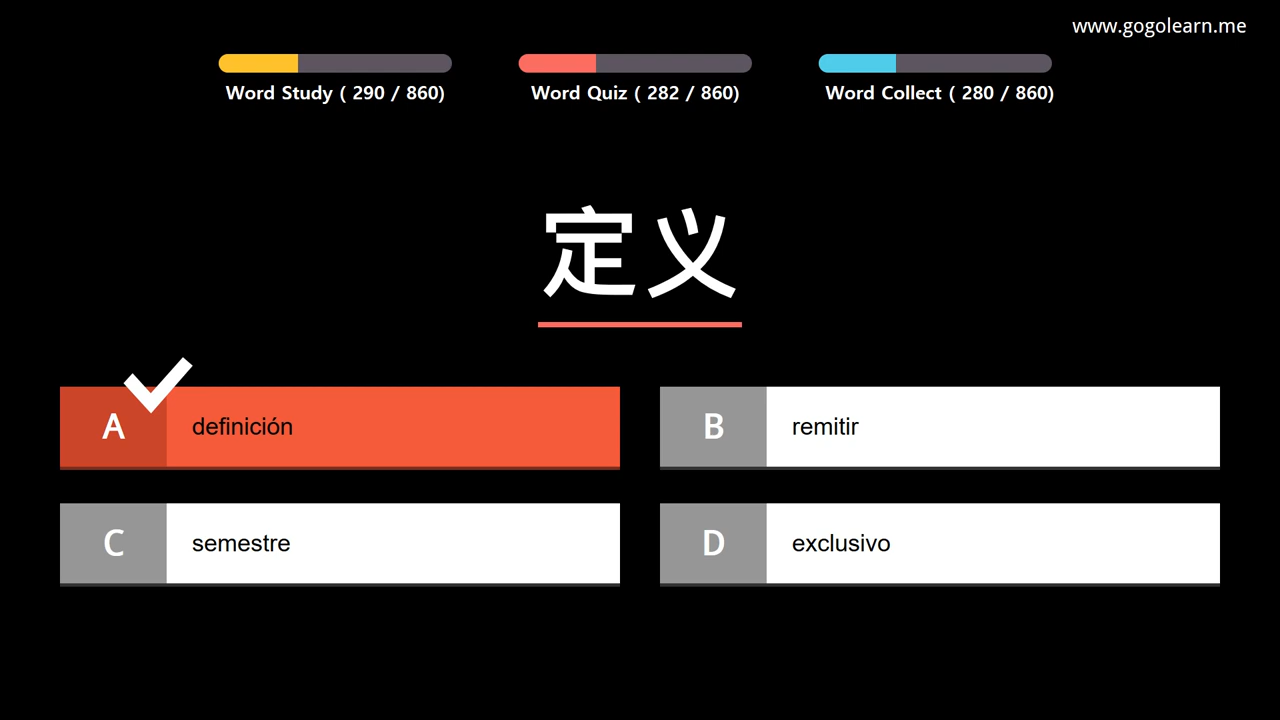 www.gogolearn.me
Word Study ( 290 / 860)
Word Quiz ( 282 / 860)
Word Collect ( 280 / 860)
定义
A definición
B remitir
C semestre
D exclusivo